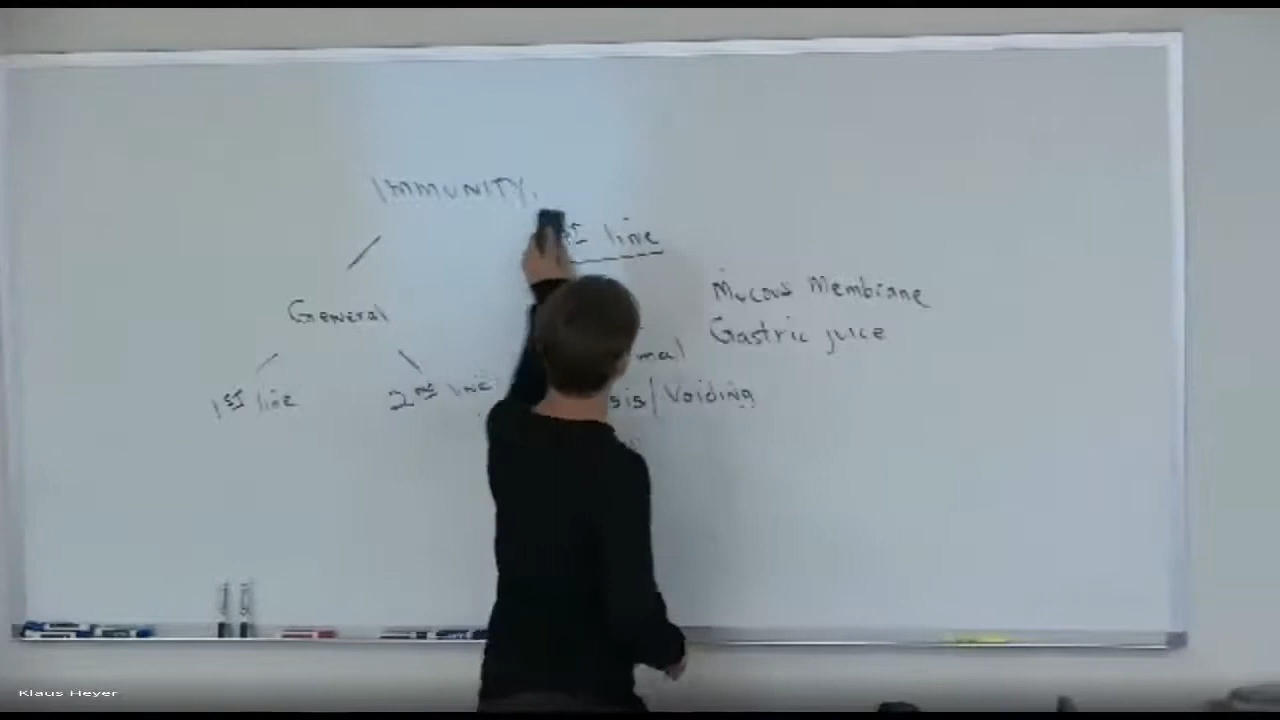 IMMUNITY.
line
Mucous Membrane
General
Gastric juice
1ST line
2ND line
/Voiding
Klaus Heyer